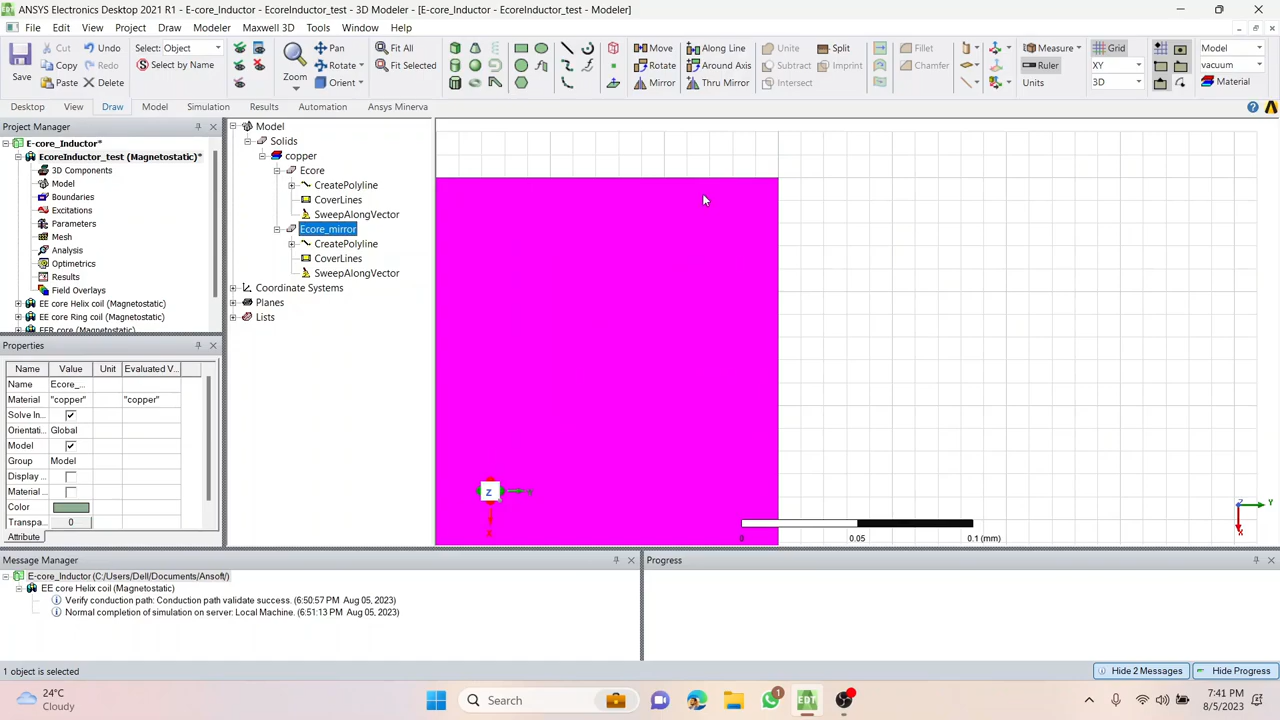 ANSYS Electronics Desktop 2021 R1 - E-core_Inductor - EcoreInductor_test - 3D Modeler - [E-core_Inductor - EcoreInductor_test - Modeler]
File Edit View Project Draw Modeler Maxwell 3D Tools Window Help
Save Cut Copy Paste Undo Redo Delete Select: Object Select by Name Zoom Pan Rotate Orient Fit All Fit Selected Move Rotate Mirror Along Line Around Axis Thru Mirror Unite Subtract Intersect Split Imprint Fillet Chamfer Measure Ruler Units Grid XY 3D Model vacuum Material
Desktop View Draw Model Simulation Results Automation Ansys Minerva
Project Manager
E-core_Inductor*
EcoreInductor_test (Magnetostatic)*
3D Components
Model
Boundaries
Excitations
Parameters
Mesh
Analysis
Optimetrics
Results
Field Overlays
EE core Helix coil (Magnetostatic)
EE core Ring coil (Magnetostatic)
EER core (Magnetostatic)
Model
Solids
copper
Ecore
CreatePolyline
CoverLines
SweepAlongVector
Ecore_mirror
CreatePolyline
CoverLines
SweepAlongVector
Coordinate Systems
Planes
Lists
Properties
Name Value Unit Evaluated V...
Name Ecore_...
Material "copper" "copper"
Solve In...
Orientati... Global
Model
Group Model
Display ...
Material ...
Color
Transpa... 0
Attribute
Z
X
Y
X
0 0.05 0.1 (mm)
Message Manager
E-core_Inductor (C:/Users/Dell/Documents/Ansoft/)
EE core Helix coil (Magnetostatic)
Verify conduction path: Conduction path validate success. (6:50:57 PM Aug 05, 2023)
Normal completion of simulation on server: Local Machine. (6:51:13 PM Aug 05, 2023)
Progress
1 object is selected
Hide 2 Messages Hide Progress
24°C
Cloudy
Search
1
EDT
7:41 PM
8/5/2023